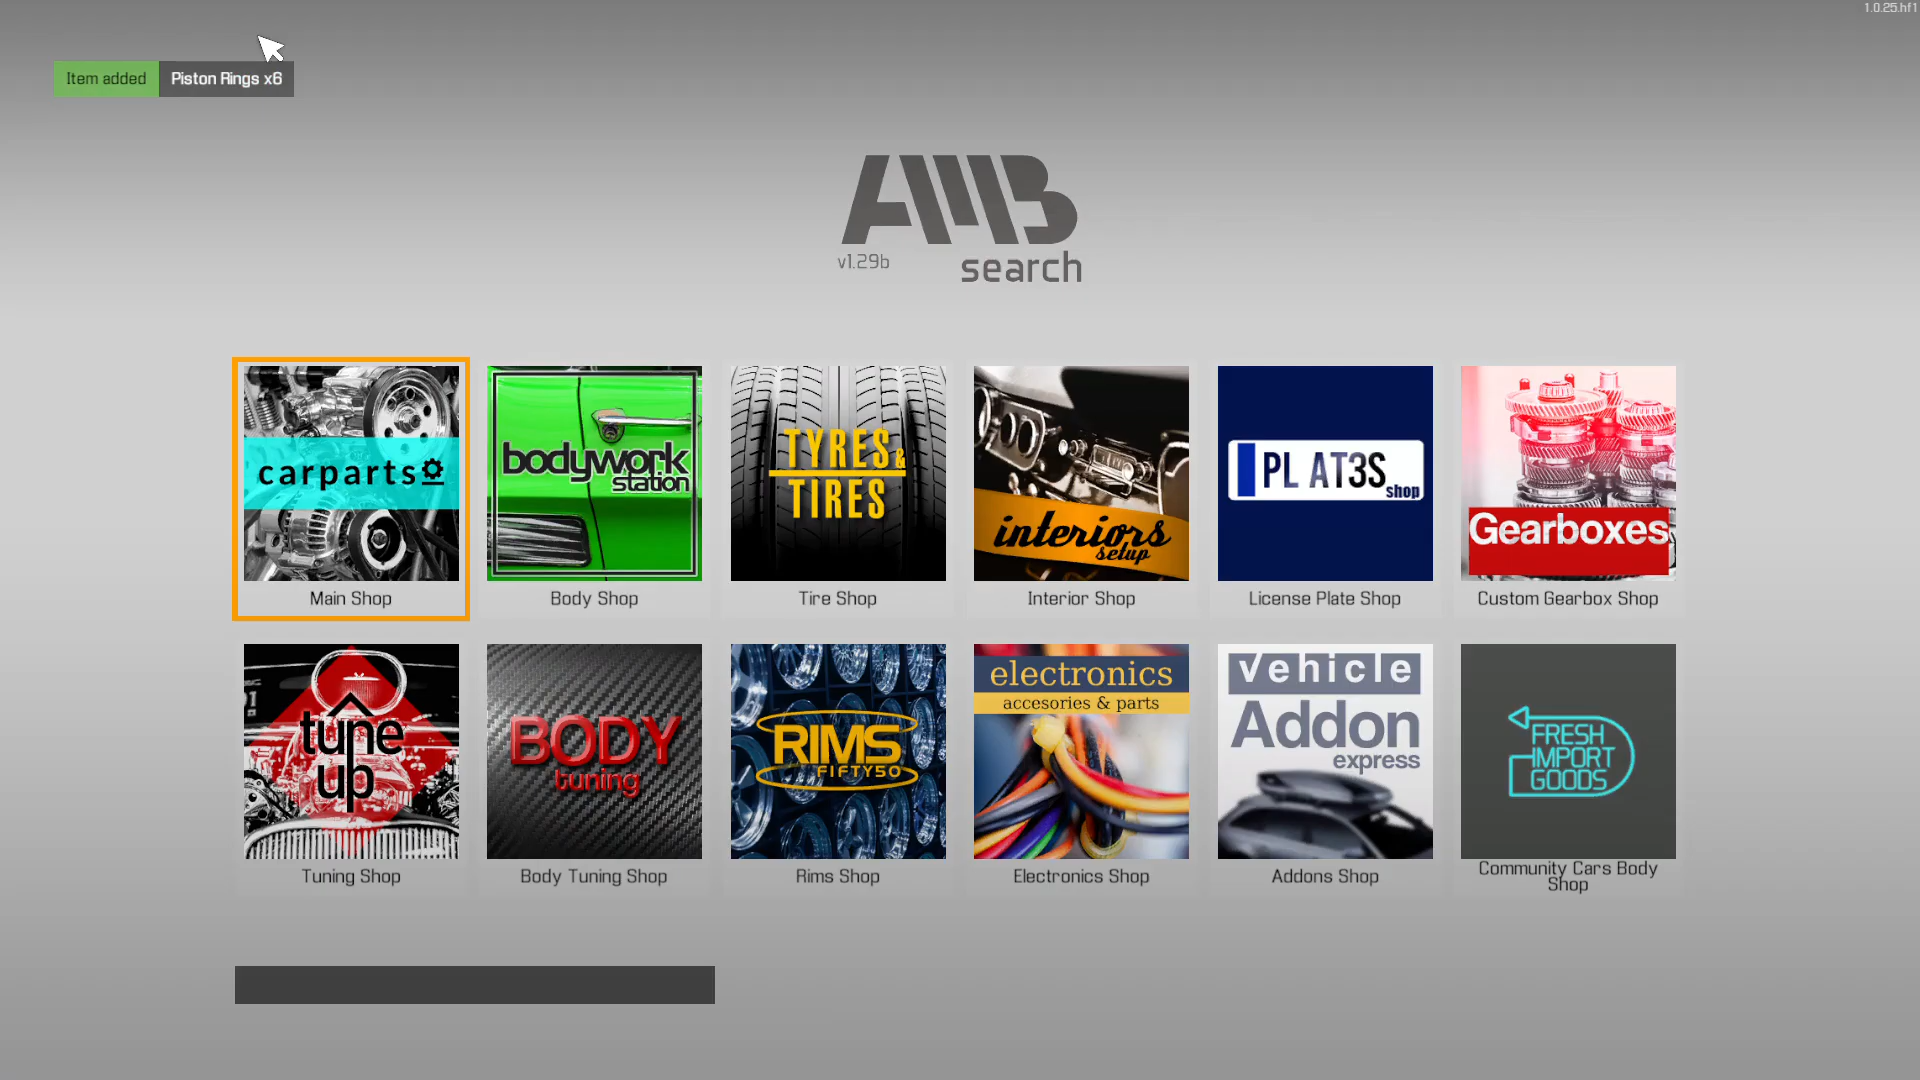 1.0.25.hf1
Item added Piston Rings x6
AMB
v1.29b search
carparts
Main Shop
bodywork
station
Body Shop
TYRES &
TIRES
Tire Shop
interiors
setup
Interior Shop
PL AT3S
shop
License Plate Shop
Gearboxes
Custom Gearbox Shop
tune
up
Tuning Shop
BODY
tuning
Body Tuning Shop
RIMS
FIFTY50
Rims Shop
electronics
accesories & parts
Electronics Shop
vehicle
Addon
express
Addons Shop
FRESH
IMPORT
GOODS
Community Cars Body
Shop